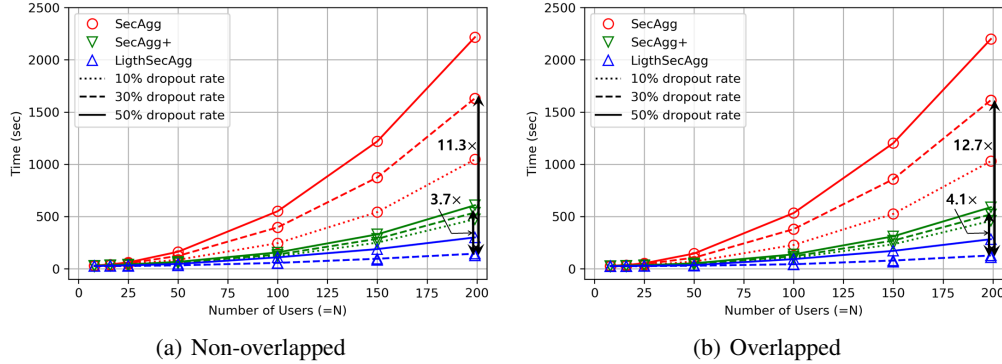 2500
2000
1500
1000
500
0
Time (sec)
SecAgg
SecAgg+
LigthSecAgg
10% dropout rate
30% dropout rate
50% dropout rate
11.3×
3.7×
0 25 50 75 100 125 150 175 200
Number of Users (=N)
(a) Non-overlapped
2500
2000
1500
1000
500
0
Time (sec)
SecAgg
SecAgg+
LigthSecAgg
10% dropout rate
30% dropout rate
50% dropout rate
12.7×
4.1×
0 25 50 75 100 125 150 175 200
Number of Users (=N)
(b) Overlapped